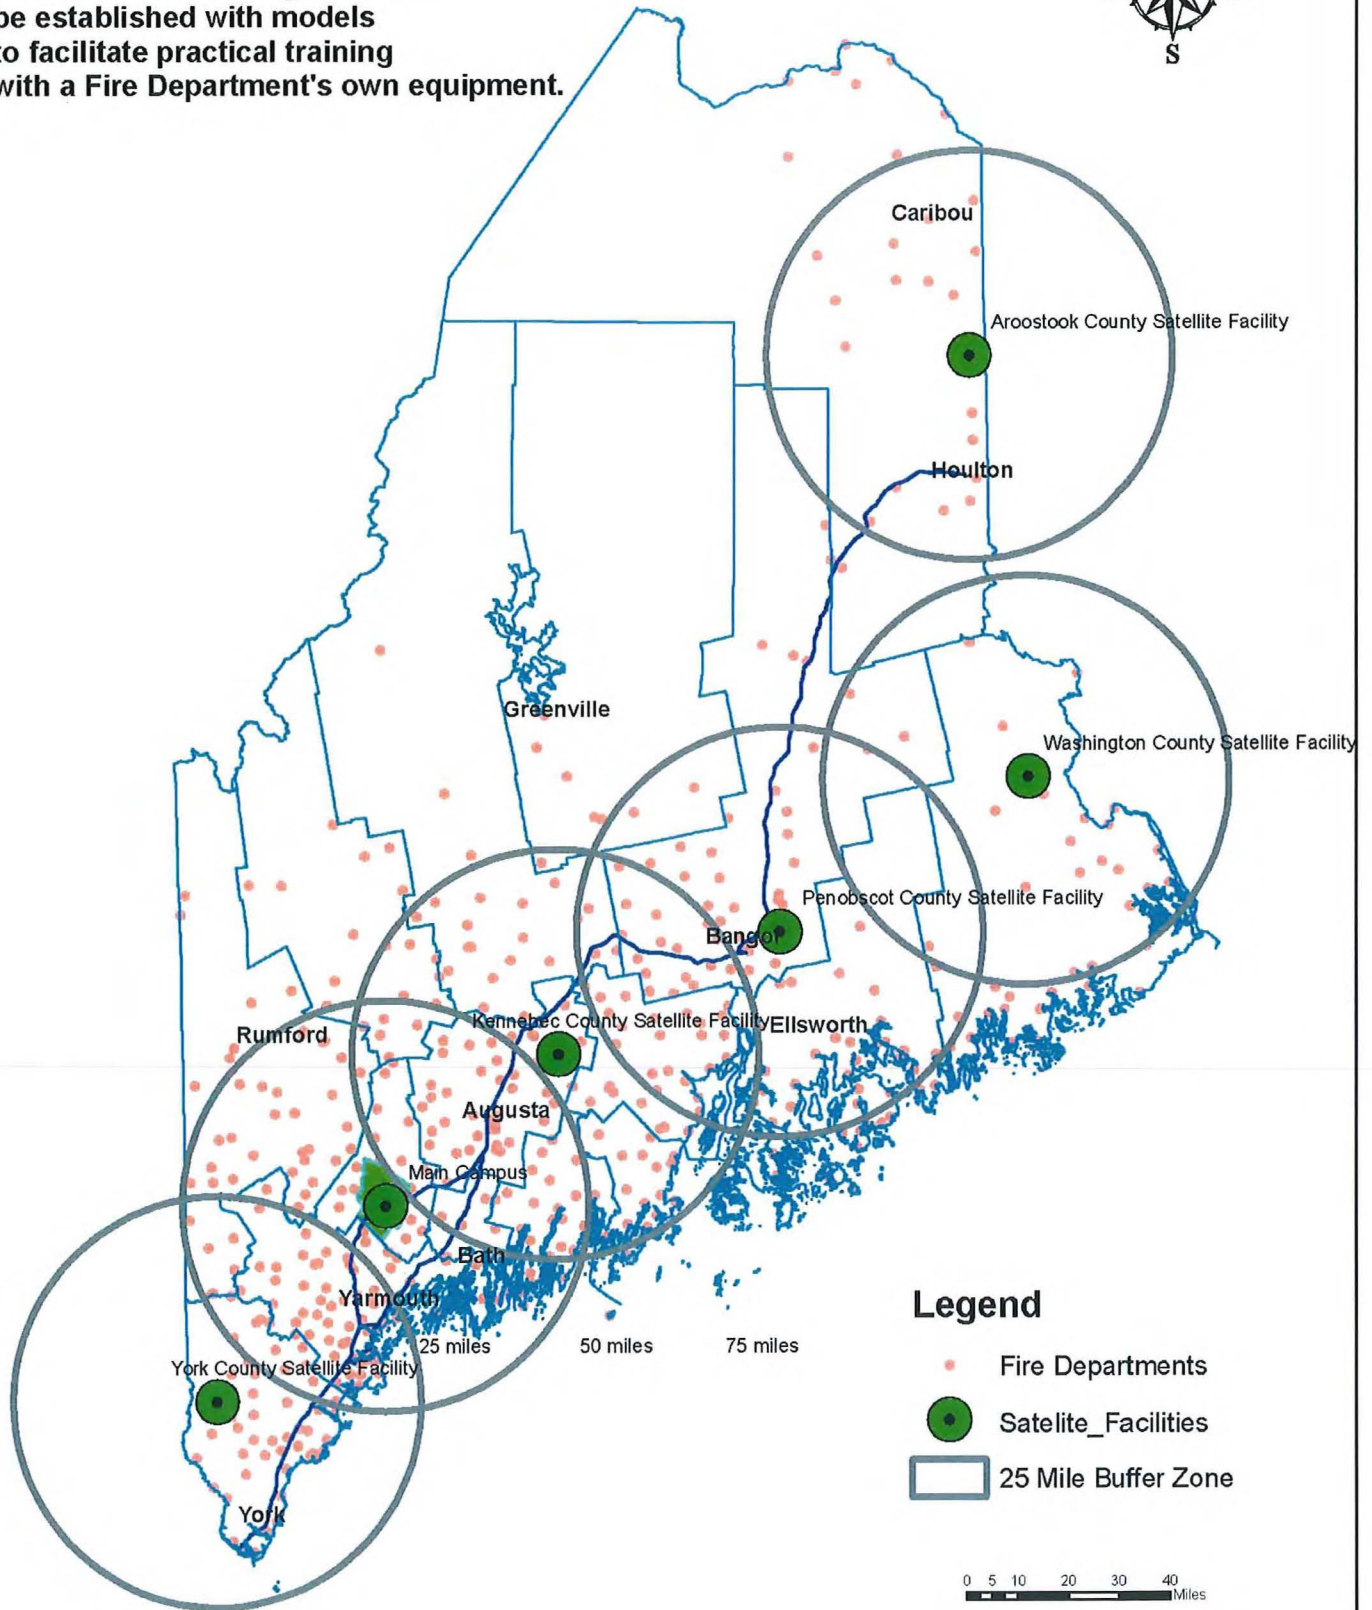 be established with models
to facilitate practical training
with a Fire Department's own equipment.
S
Caribou
Aroostook County Satellite Facility
Houlton
Greenville
Washington County Satellite Facility
Penobscot County Satellite Facility
Bangor
Kennebec County Satellite Facility
Ellsworth
Rumford
Augusta
Main Campus
Bath
Yarmouth
25 miles
50 miles
75 miles
York County Satellite Facility
York
Legend
Fire Departments
Satelite_Facilities
25 Mile Buffer Zone
0 5 10 20 30 40
Miles